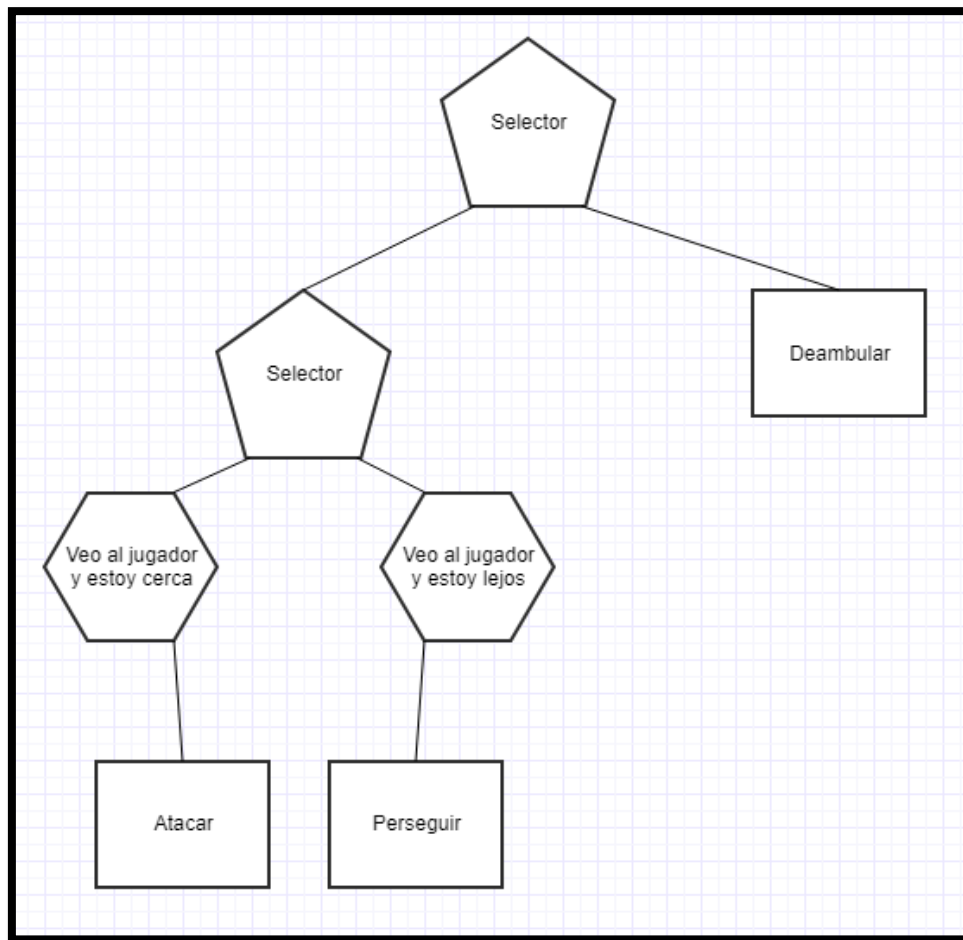 Selector
Selector
Deambular
Veo al jugador
y estoy cerca
Veo al jugador
y estoy lejos
Atacar
Perseguir